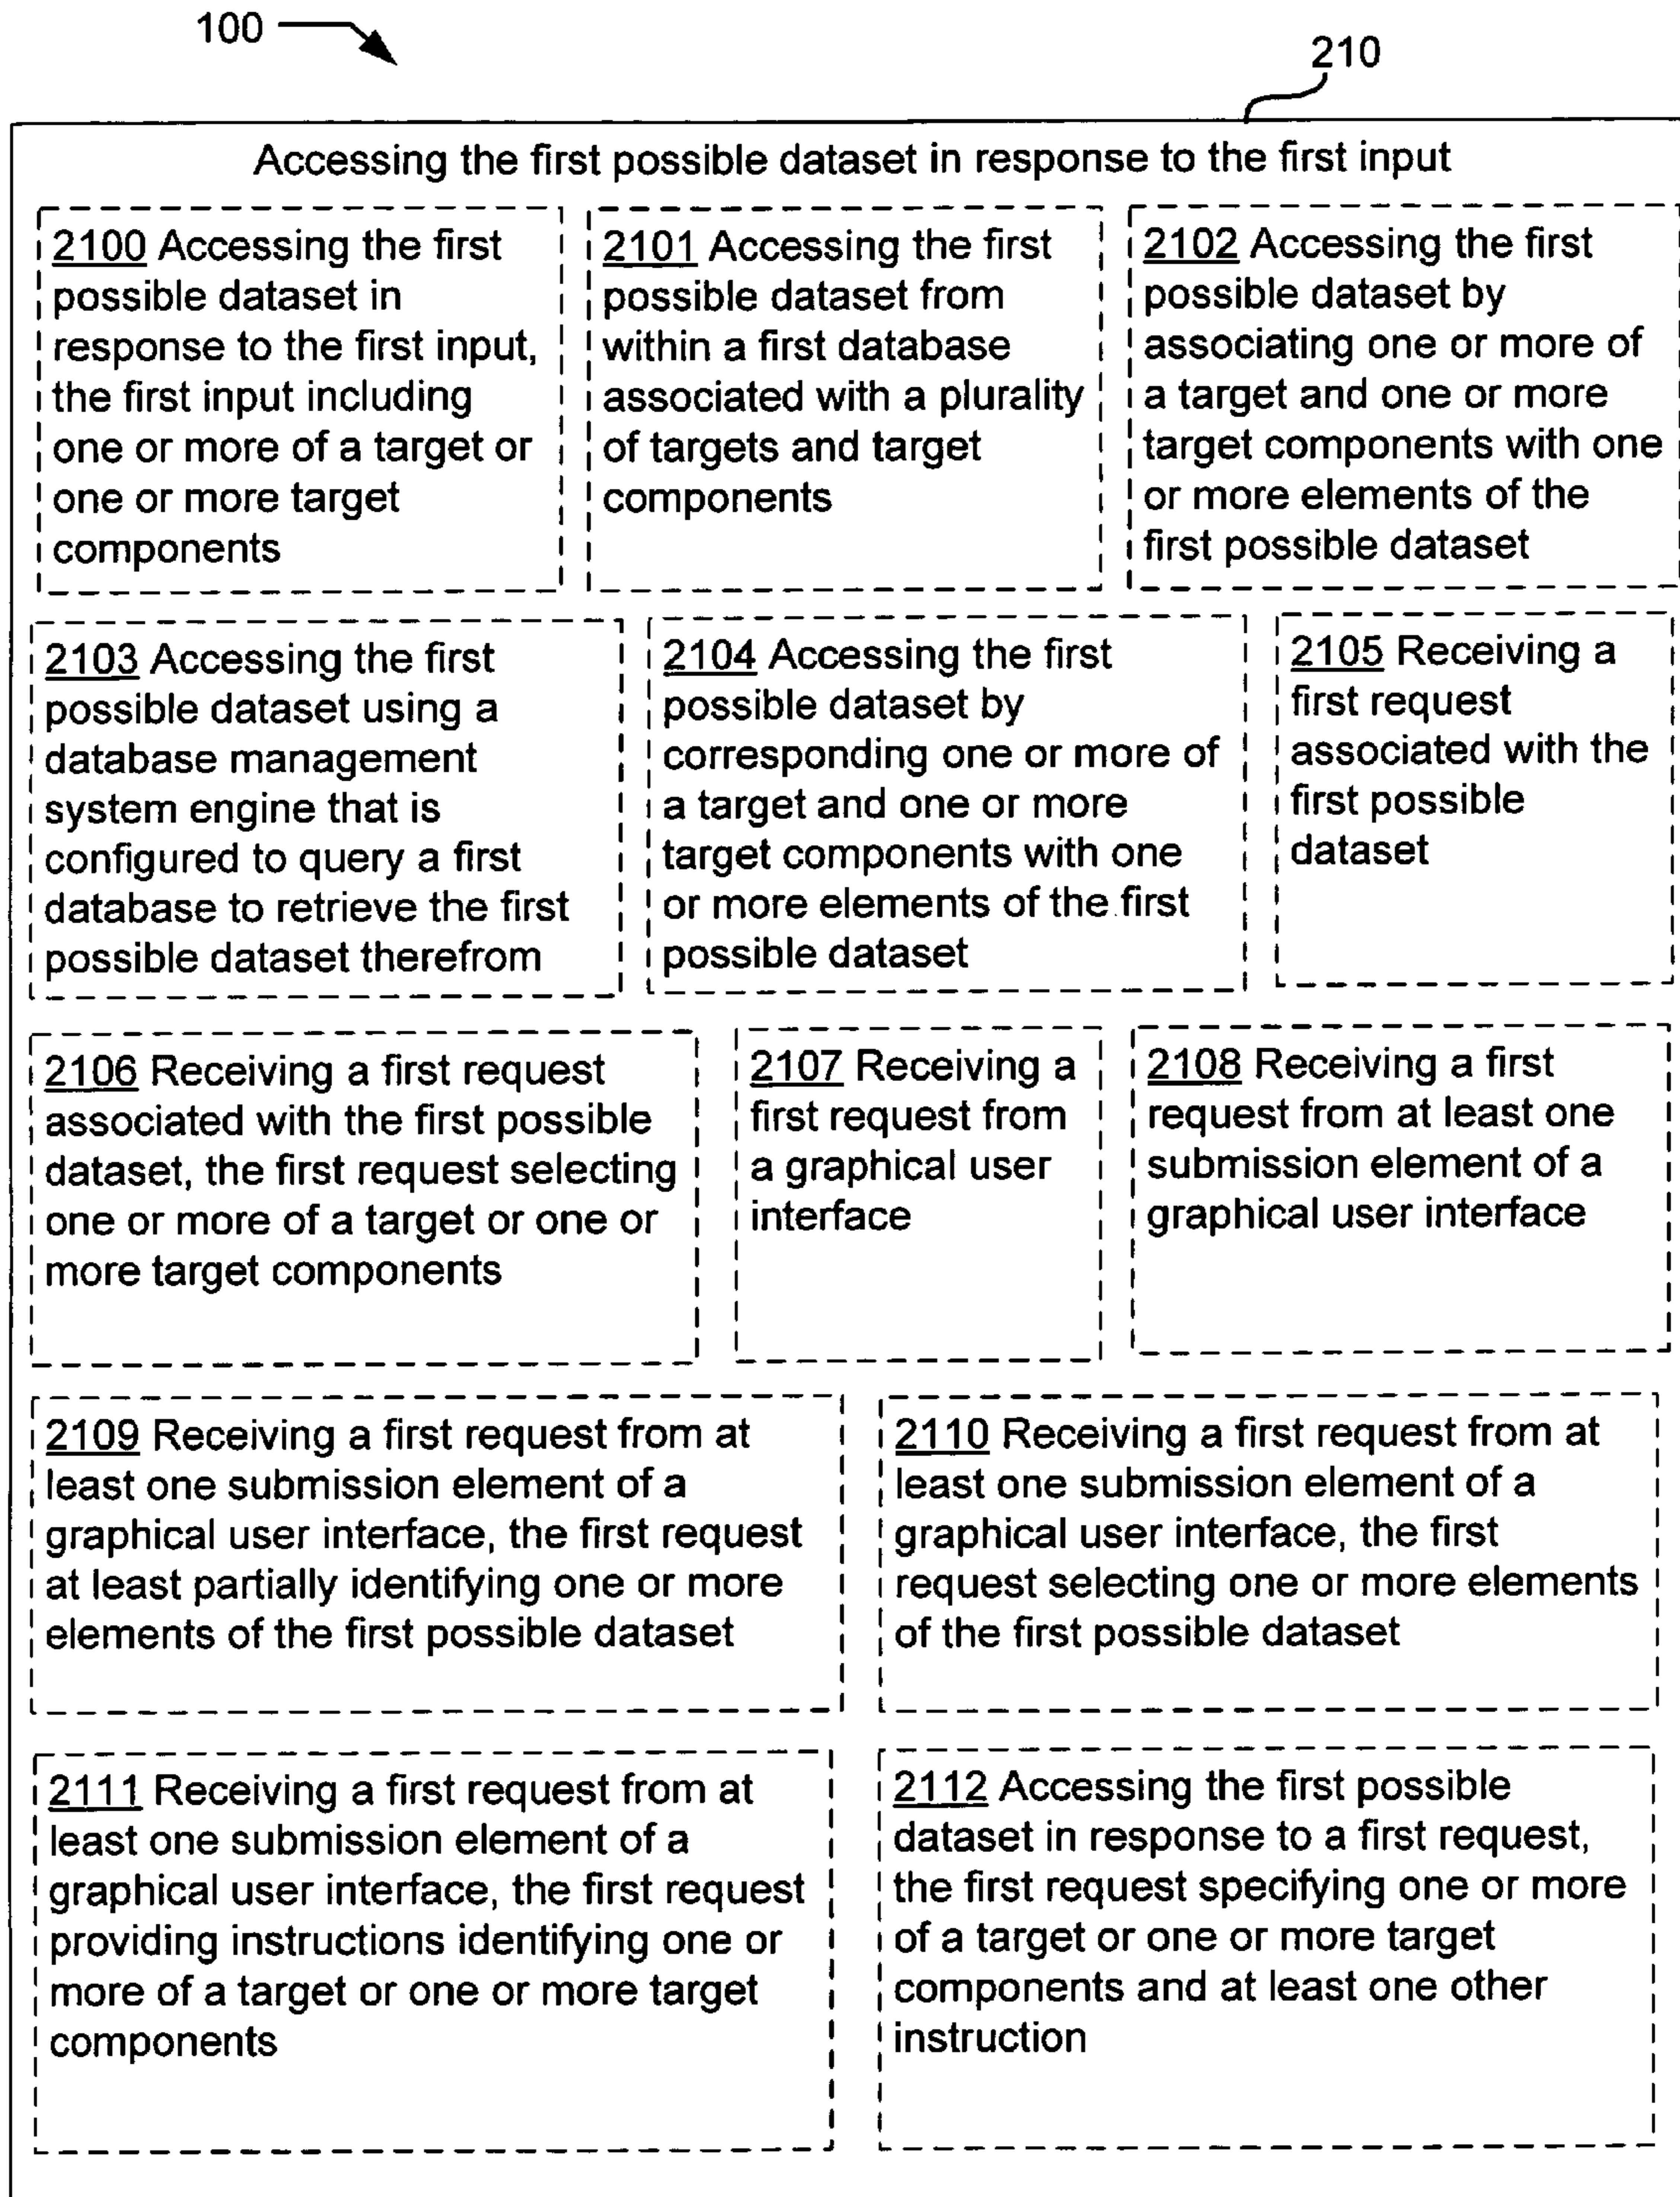 100
210
Accessing the first possible dataset in response to the first input
2100 Accessing the first
possible dataset in
response to the first input,
the first input including
one or more of a target or
one or more target
components
2101 Accessing the first
possible dataset from
within a first database
associated with a plurality
of targets and target
components
2102 Accessing the first
possible dataset by
associating one or more of
a target and one or more
target components with one
or more elements of the
first possible dataset
2103 Accessing the first
possible dataset using a
database management
system engine that is
configured to query a first
database to retrieve the first
possible dataset therefrom
2104 Accessing the first
possible dataset by
corresponding one or more of
a target and one or more
target components with one
or more elements of the first
possible dataset
2105 Receiving a
first request
associated with the
first possible
dataset
2106 Receiving a first request
associated with the first possible
dataset, the first request selecting
one or more of a target or one or
more target components
2107 Receiving a
first request from
a graphical user
interface
2108 Receiving a first
request from at least one
submission element of a
graphical user interface
2109 Receiving a first request from at
least one submission element of a
graphical user interface, the first request
at least partially identifying one or more
elements of the first possible dataset
2110 Receiving a first request from at
least one submission element of a
graphical user interface, the first
request selecting one or more elements
of the first possible dataset
2111 Receiving a first request from at
least one submission element of a
graphical user interface, the first request
providing instructions identifying one or
more of a target or one or more target
components
2112 Accessing the first possible
dataset in response to a first request,
the first request specifying one or more
of a target or one or more target
components and at least one other
instruction